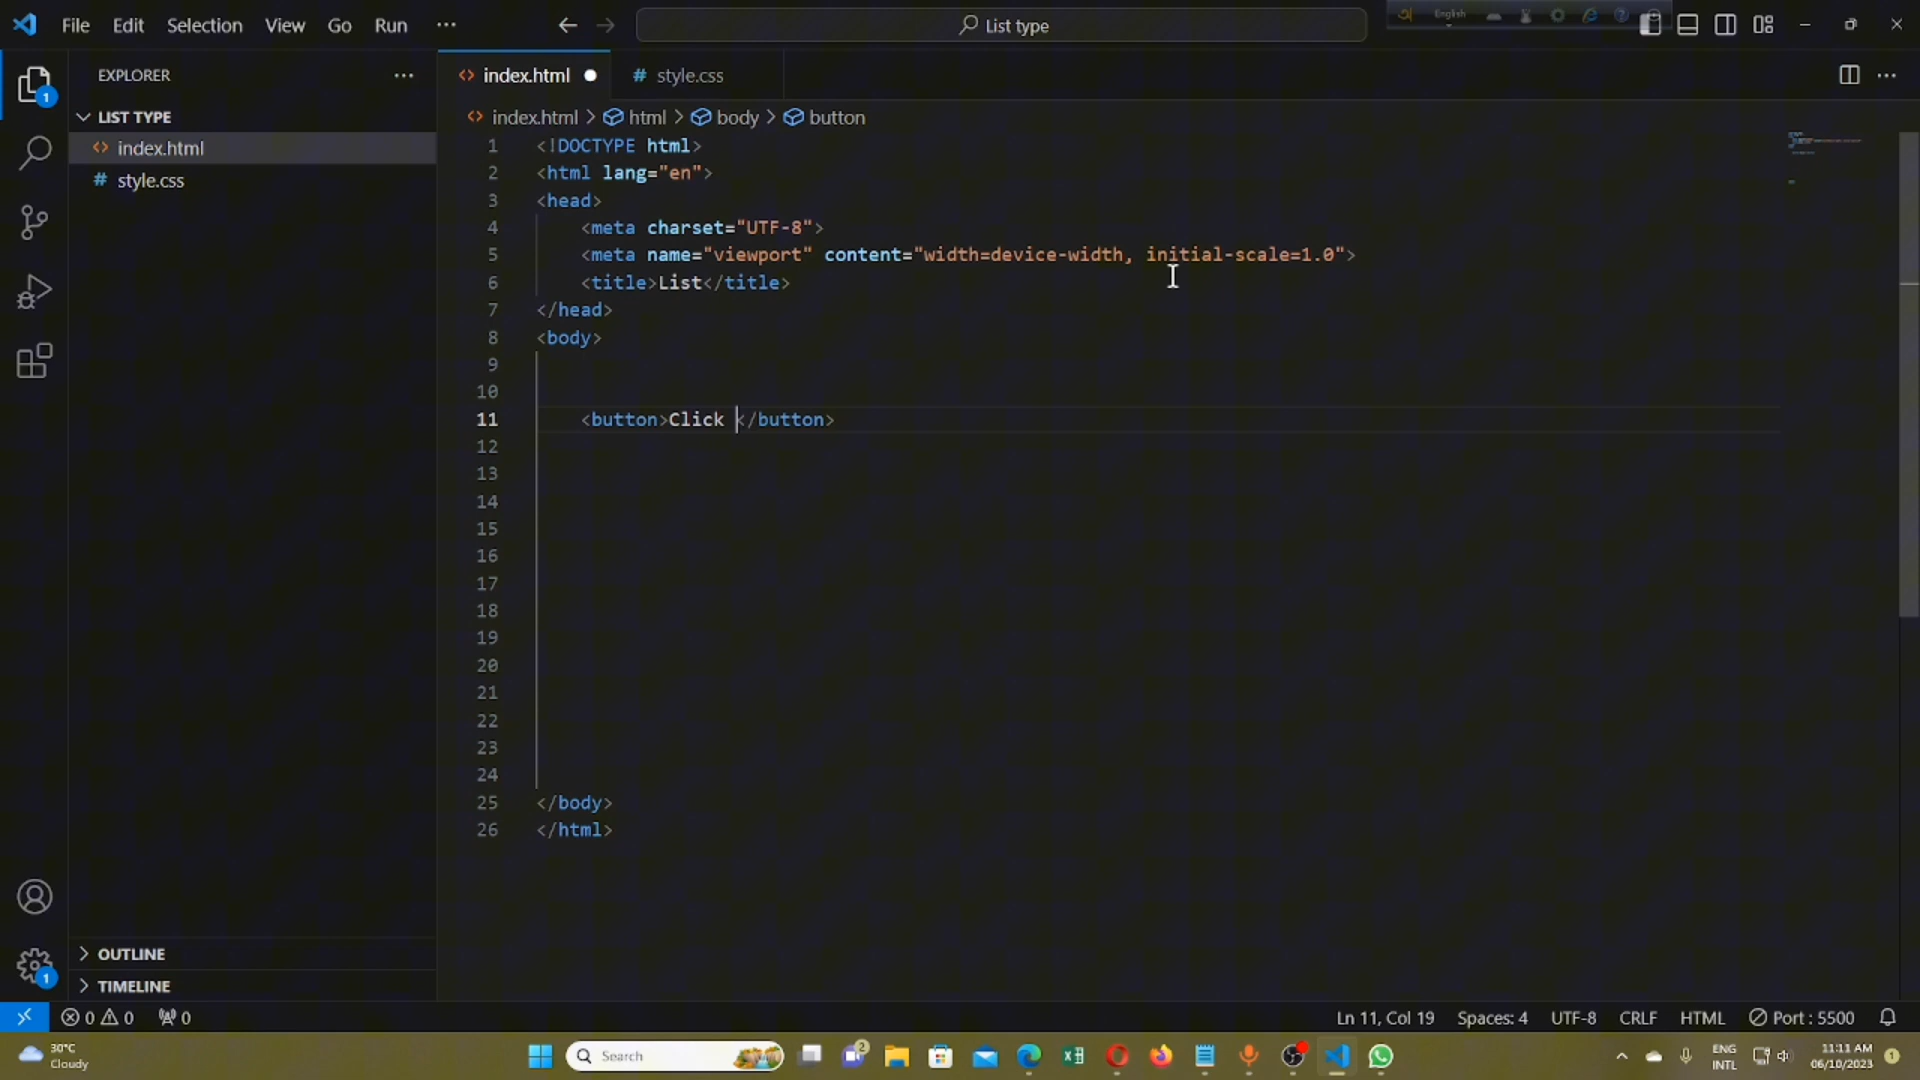 File Edit Selection View Go Run ··· List type English
EXPLORER ···
index.html style.css
LIST TYPE
index.html > html > body > button
index.html
style.css
1 <!DOCTYPE html>
2 <html lang="en">
3 <head>
4 <meta charset="UTF-8">
5 <meta name="viewport" content="width=device-width, initial-scale=1.0">
6 <title>List</title>
7 </head>
8 <body>
9
10
11 <button>Click </button>
12
13
14
15
16
17
18
19
20
21
22
23
24
25 </body>
26 </html>
OUTLINE
TIMELINE
1
1
0 0 0 Ln 11, Col 19 Spaces: 4 UTF-8 CRLF HTML Port : 5500
30°C
Cloudy
Search
2
ENG
INTL
11:11 AM
06/10/2023
1